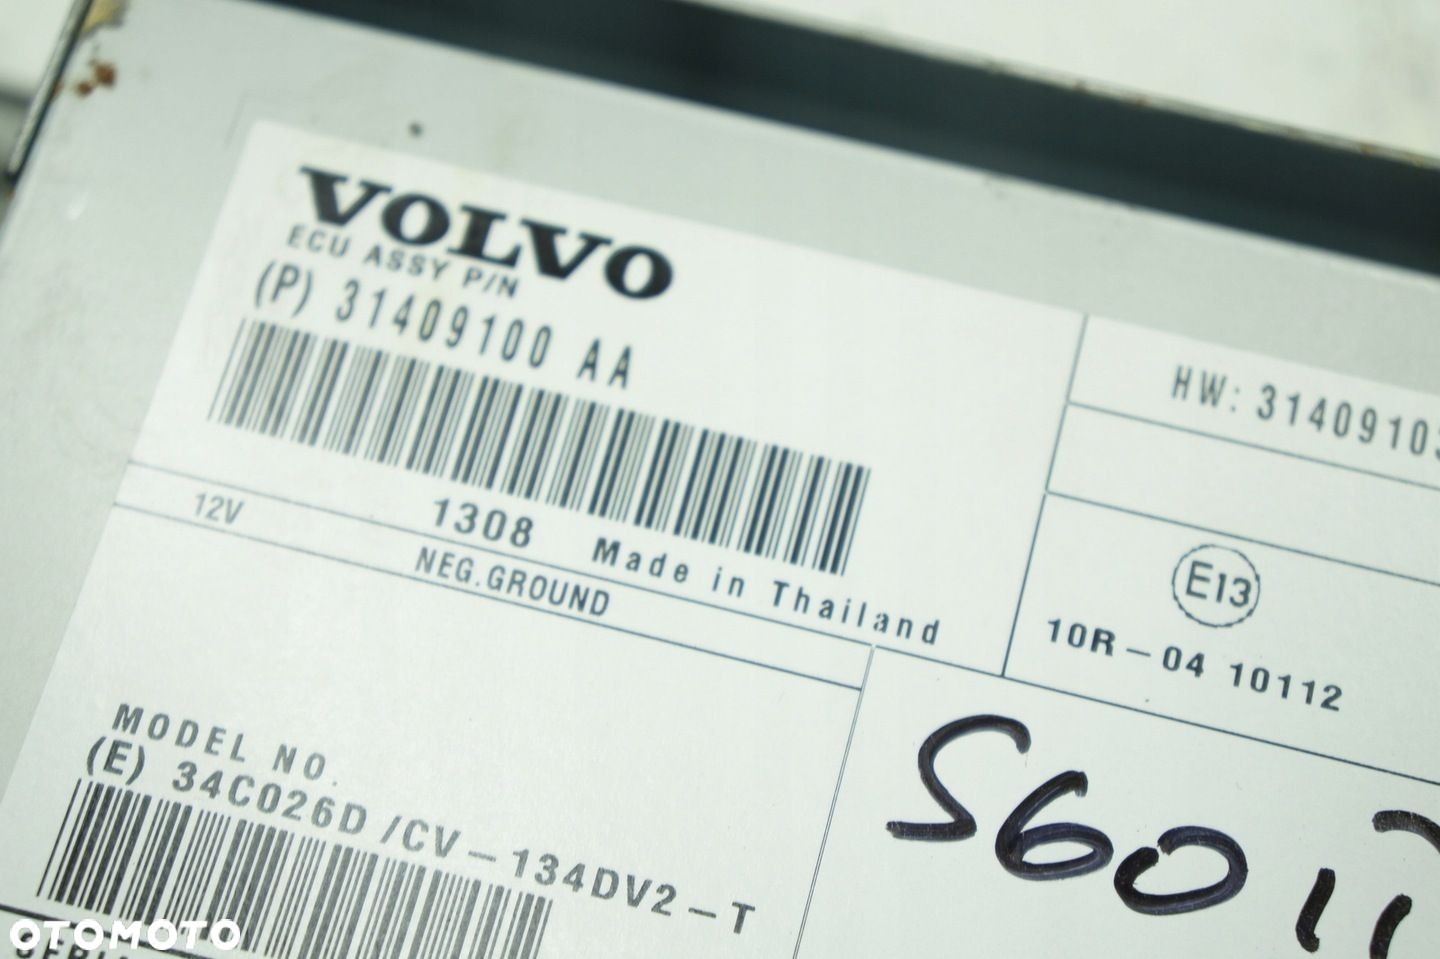 VOLVO
ECU ASSY P/N
(P) 31409100 AA
HW: 3140910
1308 Made in Thailand
12V
NEG.GROUND
E13
10R-04 10112
MODEL NO.
(E) 34C026D/CV-134DV2-T
S60
OTOMOTO